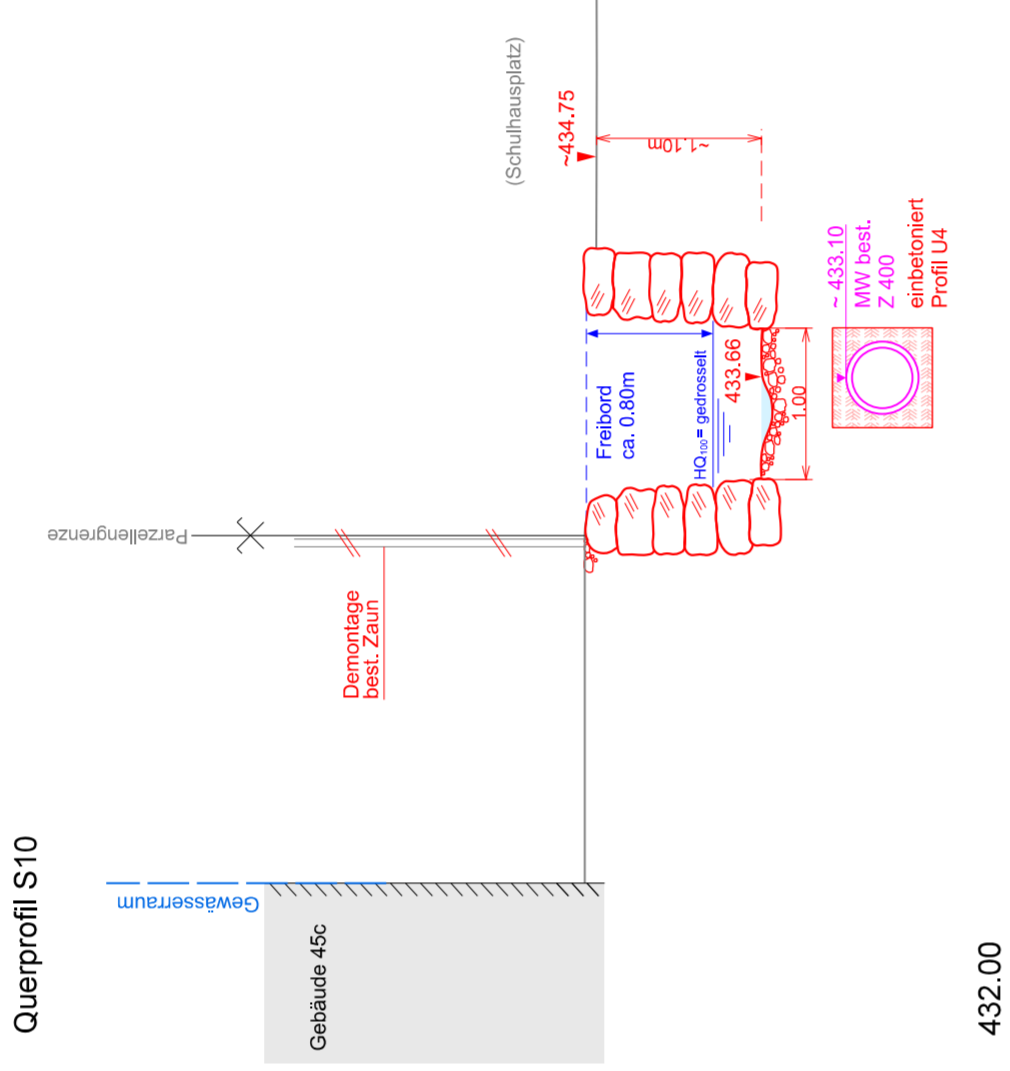 Querprofil S10
Gewässerraum
Gebäude 45c
Parzellengrenze
Demontage
best. Zaun
(Schulhausplatz)
~434.75
~1.10m
Freibord
ca. 0.80m
HQ100= gedrosselt
433.66
1.00
~ 433.10
MW best.
Z 400
einbetoniert
Profil U4
432.00